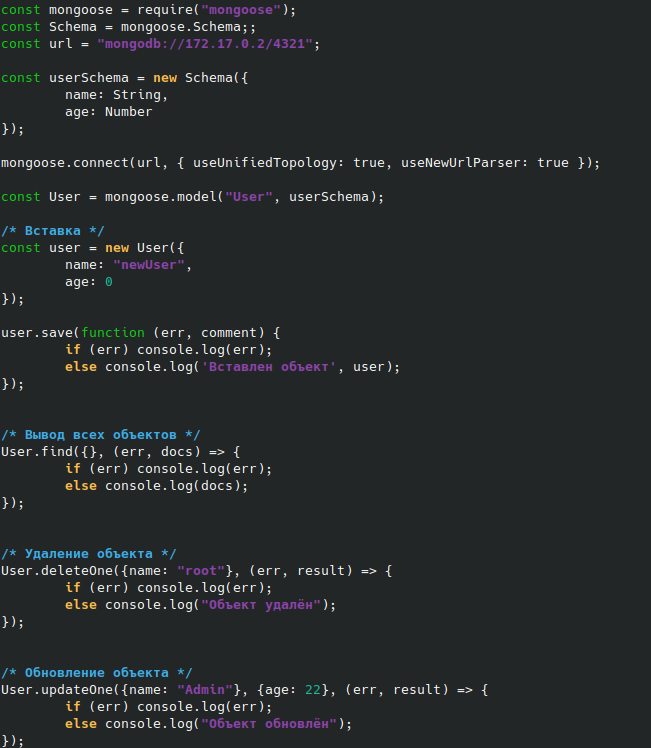 const mongoose = require("mongoose");
const Schema = mongoose.Schema;;
const url = "mongodb://172.17.0.2/4321";
const userSchema = new Schema({
        name: String,
        age: Number
});
mongoose.connect(url, { useUnifiedTopology: true, useNewUrlParser: true });
const User = mongoose.model("User", userSchema);
/* Вставка */
const user = new User({
        name: "newUser",
        age: 0
});
user.save(function (err, comment) {
        if (err) console.log(err);
        else console.log('Вставлен объект', user);
});
/* Вывод всех объектов */
User.find({}, (err, docs) => {
        if (err) console.log(err);
        else console.log(docs);
});
/* Удаление объекта */
User.deleteOne({name: "root"}, (err, result) => {
        if (err) console.log(err);
        else console.log("Объект удалён");
});
/* Обновление объекта */
User.updateOne({name: "Admin"}, {age: 22}, (err, result) => {
        if (err) console.log(err);
        else console.log("Объект обновлён");
});